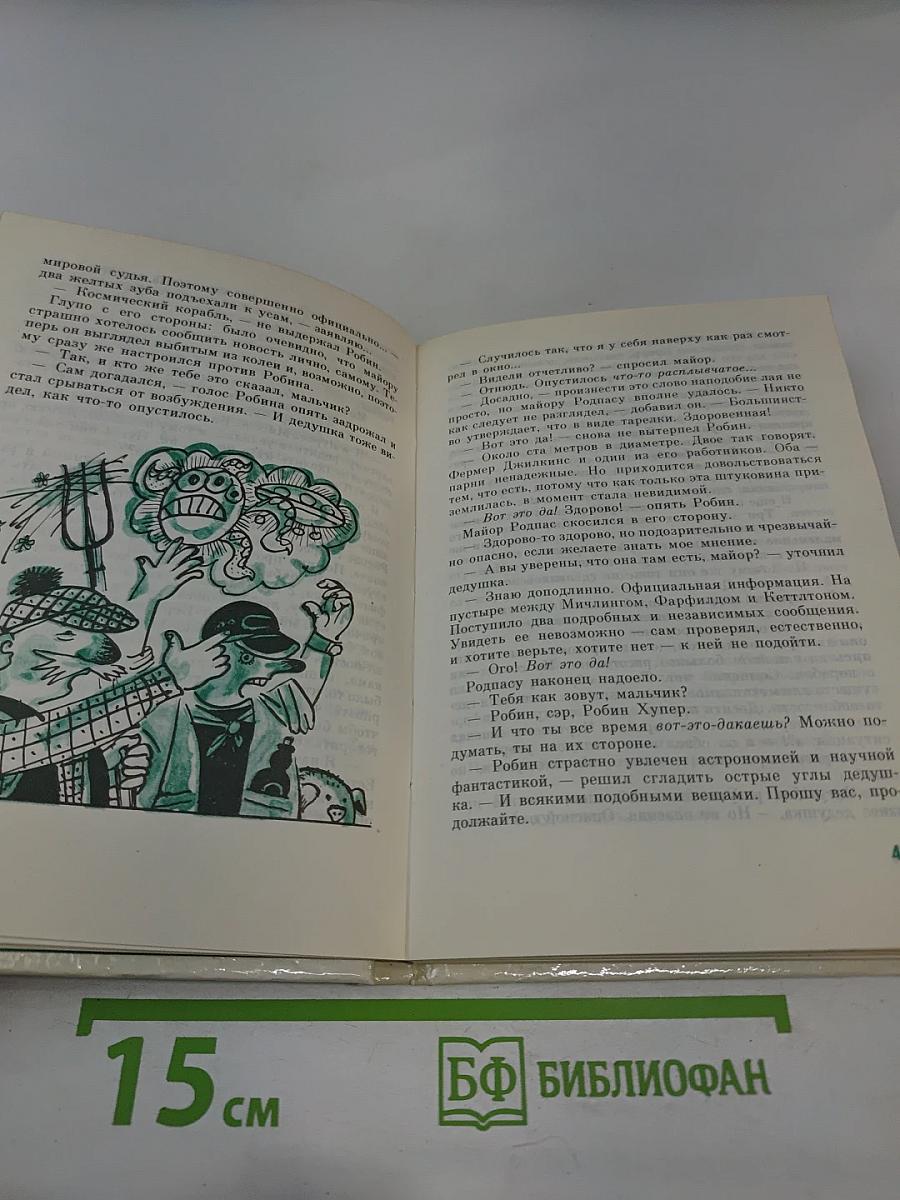 мировой судья. Поэтому совершенно официально... —
два желтых зуба подъехали к усам, — заявляю...
— Космический корабль, — не выдержал Робин.
Глупо с его стороны: было очевидно, что майору
страшно хотелось сообщить новость лично, самому. Те-
перь он выглядел выбитым из колеи и, возможно, поэто-
му сразу же настроился против Робина.
— Так, и кто же тебе это сказал, мальчик?
— Сам догадался, — голос Робина опять задрожал и
стал срываться от возбуждения. — И дедушка тоже ви-
дел, как что-то опустилось.
— Случилось так, что я у себя наверху как раз смот-
рел в окно...
— Видели отчетливо? — спросил майор.
— Отнюдь. Опустилось что-то расплывчатое...
— Досадно, — произнести это слово наподобие лая не
просто, но майору Родпасу вполне удалось. — Никто
как следует не разглядел, — добавил он. — Большинст-
во утверждает, что в виде тарелки. Здоровенная!
— Вот это да! — снова не вытерпел Робин.
— Около ста метров в диаметре. Двое так говорят.
Фермер Джилкинс и один из его работников. Оба —
парни ненадежные. Но приходится довольствоваться
тем, что есть, потому что как только эта штуковина при-
землилась, в момент стала невидимой.
— Вот это да! Здорово! — опять Робин.
Майор Родпас скосился в его сторону.
— Здорово-то здорово, но подозрительно и чрезвычай-
но опасно, если желаете знать мое мнение.
— А вы уверены, что она там есть, майор? — уточнил
дедушка.
— Знаю доподлинно. Официальная информация. На
пустыре между Мичлингом, Фарфилдом и Кеттлтоном.
Поступило два подробных и независимых сообщения.
Увидеть ее невозможно — сам проверял, естественно,
и хотите верьте, хотите нет — к ней не подойти.
— Ого! Вот это да!
Родпасу наконец надоело.
— Тебя как зовут, мальчик?
— Робин, сэр, Робин Хупер.
— И что ты все время вот-это-дакаешь? Можно по-
думать, ты на их стороне.
— Робин страстно увлечен астрономией и научной
фантастикой, — решил сгладить острые углы дедуш-
ка. — И всякими подобными вещами. Прошу вас, про-
должайте.
4
15 см
БФ БИБЛИОФАН